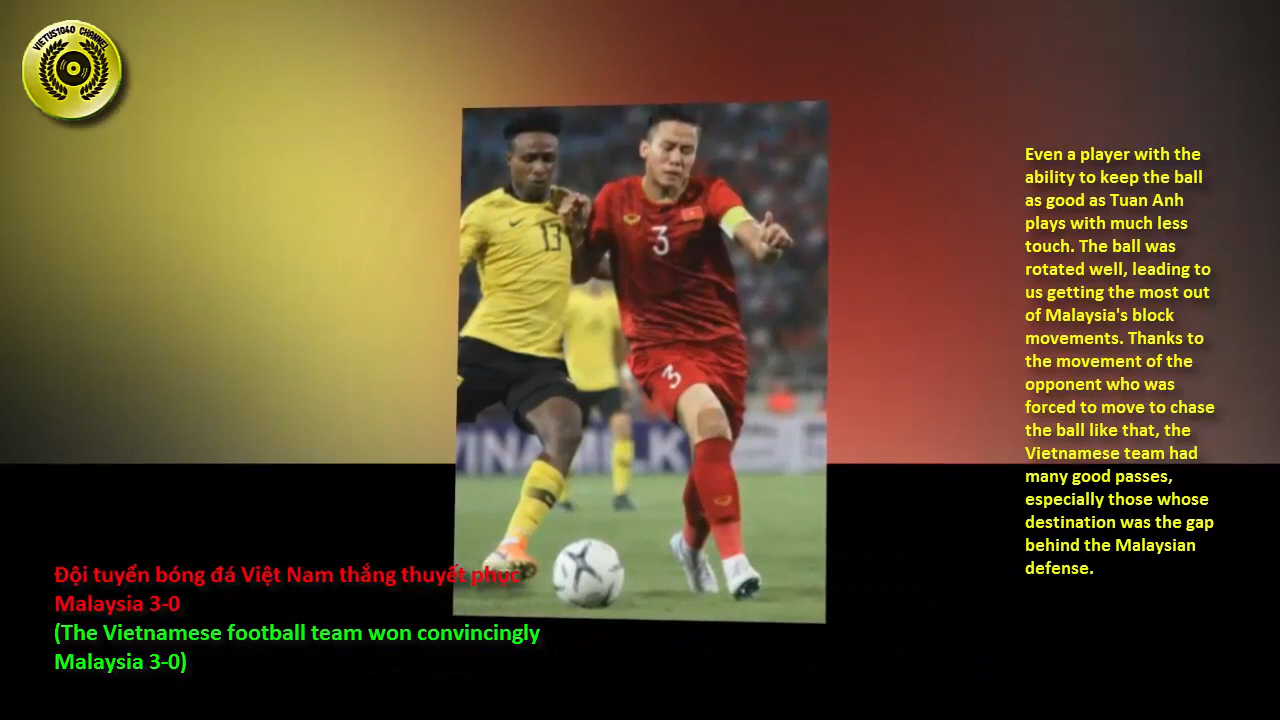 VIETUS1040 CHANNEL
Even a player with the
ability to keep the ball
as good as Tuan Anh
plays with much less
touch. The ball was
rotated well, leading to
us getting the most out
of Malaysia's block
movements. Thanks to
the movement of the
opponent who was
forced to move to chase
the ball like that, the
Vietnamese team had
many good passes,
especially those whose
destination was the gap
behind the Malaysian
defense.
13
3
3
VINAMILK
Đội tuyển bóng đá Việt Nam thắng thuyết phục
Malaysia 3-0
(The Vietnamese football team won convincingly
Malaysia 3-0)